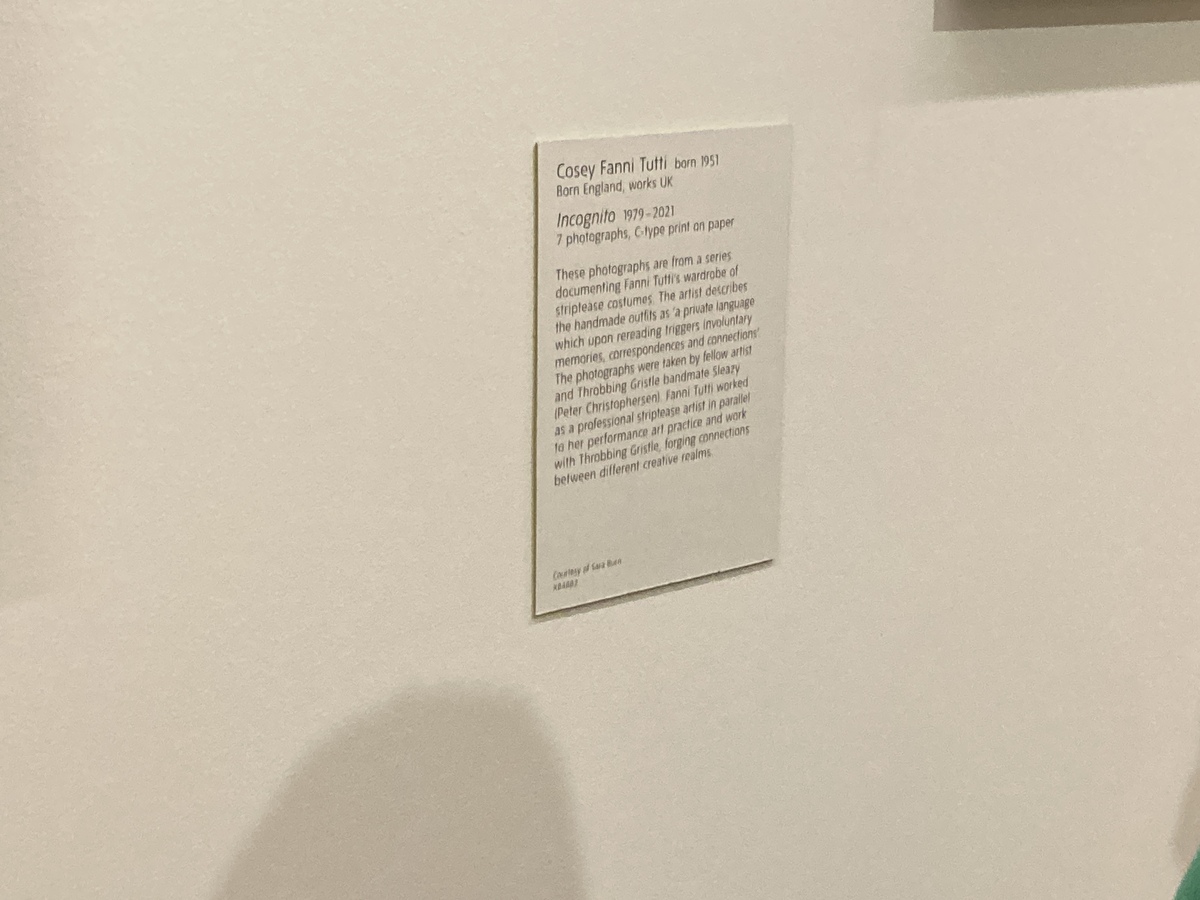 Cosey Fanni Tutti born 1951
Born England, works UK
Incognito 1979–2021
7 photographs, C-type print on paper
These photographs are from a series
documenting Fanni Tutti's wardrobe of
striptease costumes. The artist describes
the handmade outfits as 'a private language
which upon rereading triggers involuntary
memories, correspondences and connections'.
The photographs were taken by fellow artist
and Throbbing Gristle bandmate Sleazy
(Peter Christophersen). Fanni Tutti worked
as a professional striptease artist in parallel
to her performance art practice and work
with Throbbing Gristle, forging connections
between different creative realms.
Courtesy of Sara